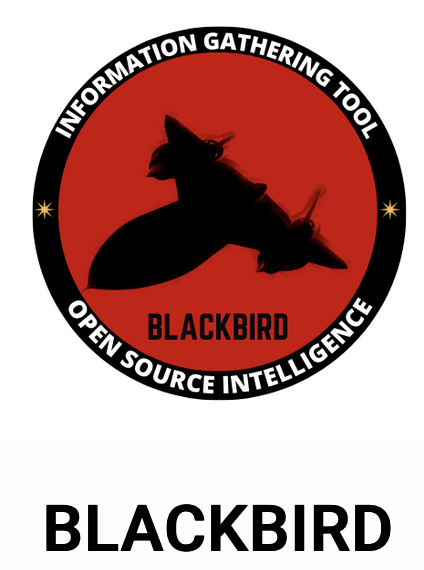 INFORMATION GATHERING TOOL
BLACKBIRD
OPEN SOURCE INTELLIGENCE
BLACKBIRD